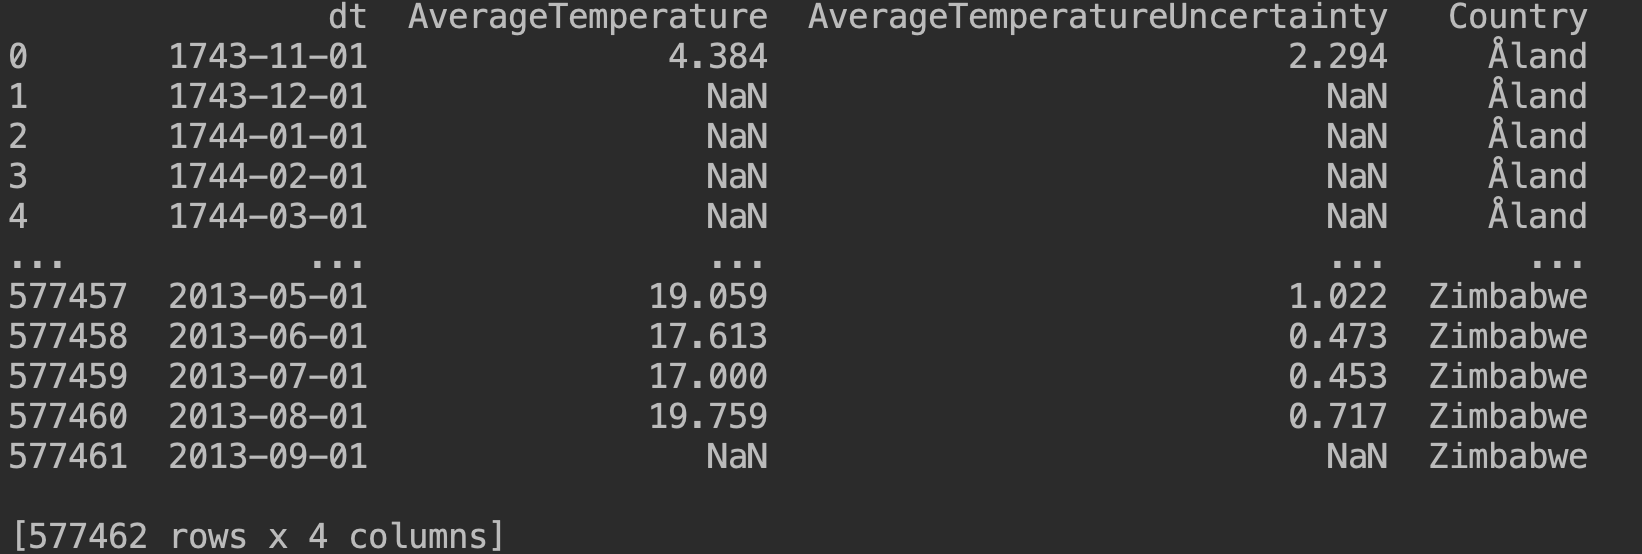 dt AverageTemperature AverageTemperatureUncertainty Country
0 1743-11-01 4.384 2.294 Åland
1 1743-12-01 NaN NaN Åland
2 1744-01-01 NaN NaN Åland
3 1744-02-01 NaN NaN Åland
4 1744-03-01 NaN NaN Åland
... ... ... ... ...
577457 2013-05-01 19.059 1.022 Zimbabwe
577458 2013-06-01 17.613 0.473 Zimbabwe
577459 2013-07-01 17.000 0.453 Zimbabwe
577460 2013-08-01 19.759 0.717 Zimbabwe
577461 2013-09-01 NaN NaN Zimbabwe
[577462 rows x 4 columns]